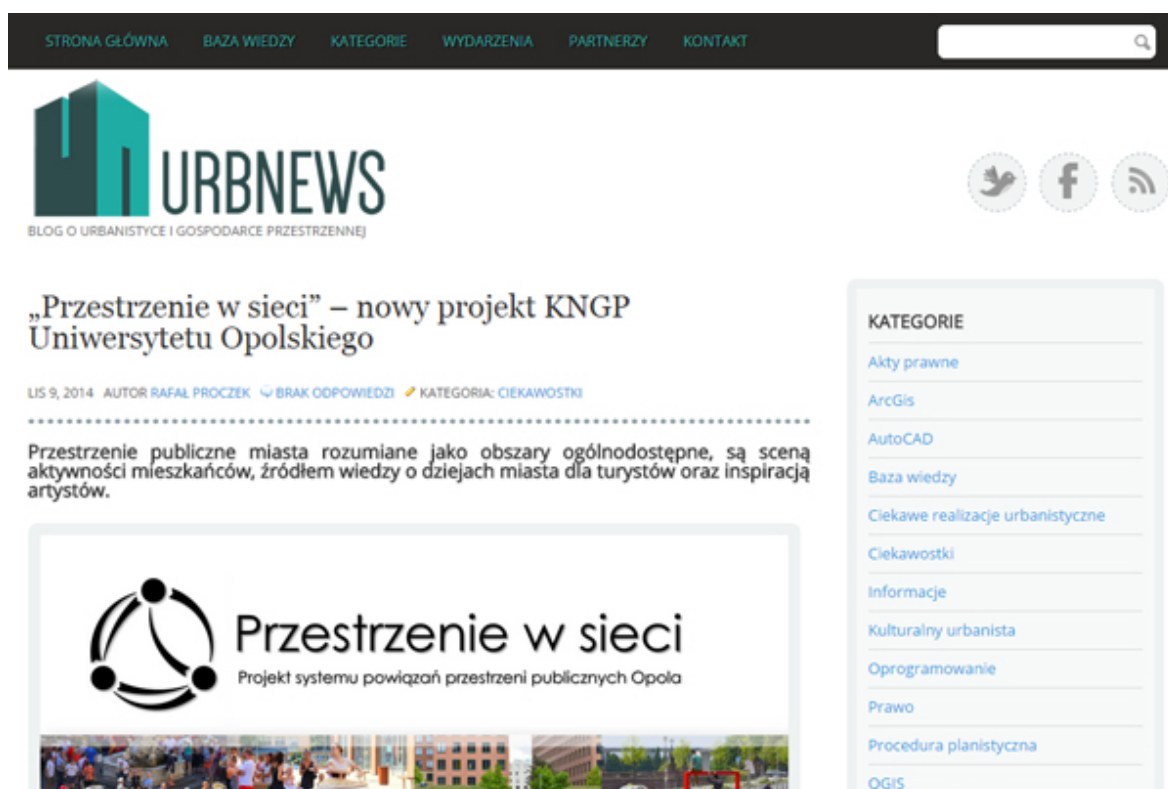 STRONA GŁÓWNA BAZA WIEDZY KATEGORIE WYDARZENIA PARTNERZY KONTAKT
URBNEWS
BLOG O URBANISTYCE I GOSPODARCE PRZESTRZENNEJ
„Przestrzenie w sieci” – nowy projekt KNGP
Uniwersytetu Opolskiego
LIS 9, 2014 AUTOR RAFAŁ PROCZEK BRAK ODPOWIEDZI KATEGORIA: CIEKAWOSTKI
Przestrzenie publiczne miasta rozumiane jako obszary ogólnodostępne, są sceną
aktywności mieszkańców, źródłem wiedzy o dziejach miasta dla turystów oraz inspiracją
artystów.
Przestrzenie w sieci
Projekt systemu powiązań przestrzeni publicznych Opola
KATEGORIE
Akty prawne
ArcGis
AutoCAD
Baza wiedzy
Ciekawe realizacje urbanistyczne
Ciekawostki
Informacje
Kulturalny urbanista
Oprogramowanie
Prawo
Procedura planistyczna
QGIS